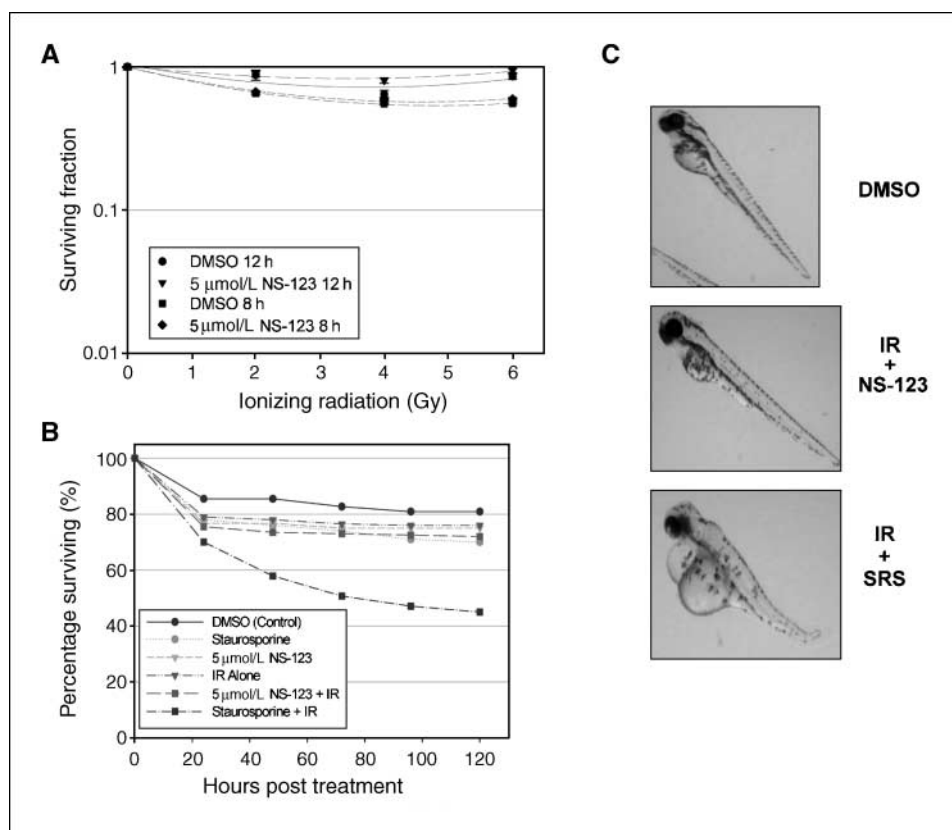 A
Surviving fraction
1
0.1
0.01
DMSO 12 h
5 µmol/L NS-123 12 h
DMSO 8 h
5 µmol/L NS-123 8 h
0 1 2 3 4 5 6
Ionizing radiation (Gy)
B
Percentage surviving (%)
100
80
60
40
20
0
DMSO (Control)
Staurosporine
5 µmol/L NS-123
IR Alone
5 µmol/L NS-123 + IR
Staurosporine + IR
0 20 40 60 80 100 120
Hours post treatment
C
DMSO
IR
+
NS-123
IR
+
SRS